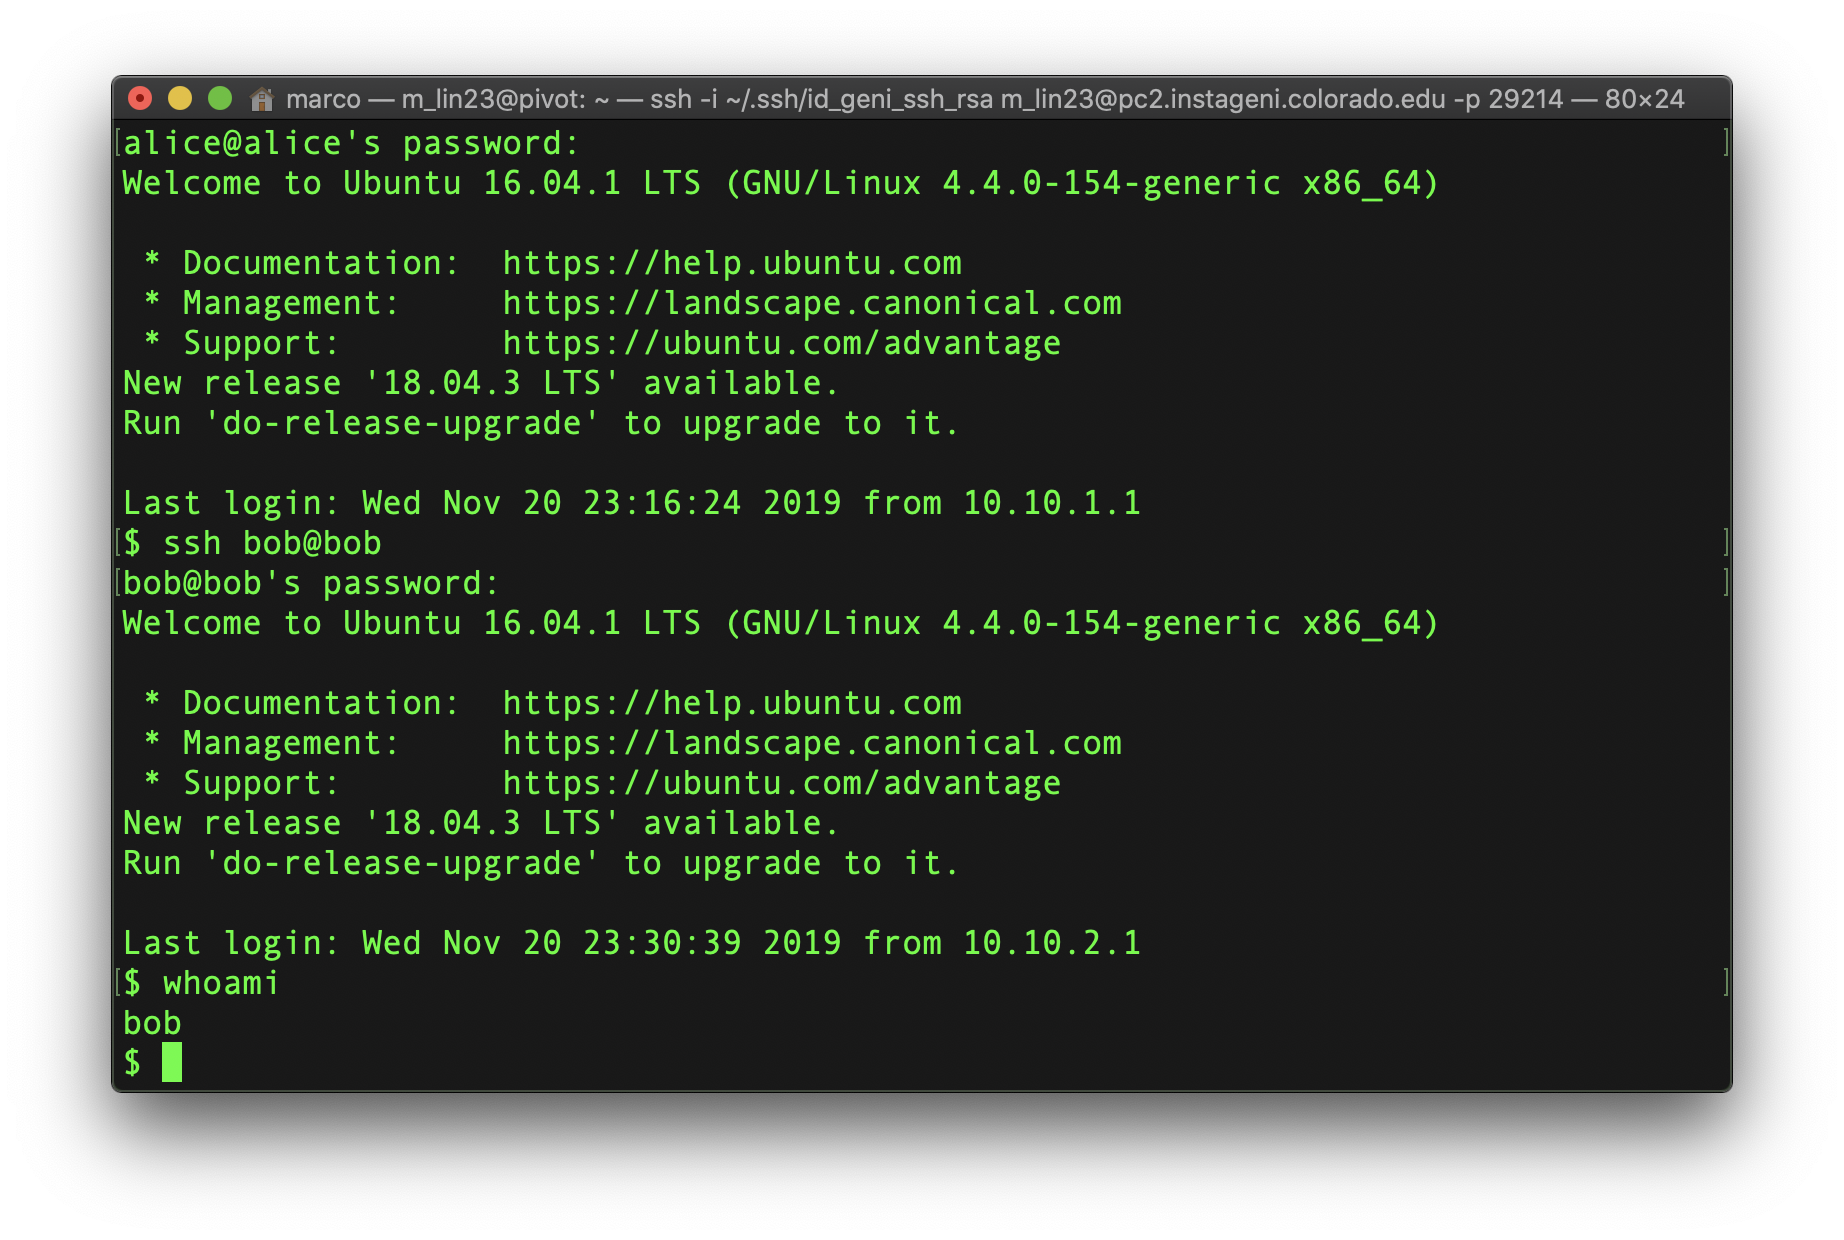 marco — m_lin23@pivot: ~ — ssh -i ~/.ssh/id_geni_ssh_rsa m_lin23@pc2.instageni.colorado.edu -p 29214 — 80×24
[alice@alice's password: ]
Welcome to Ubuntu 16.04.1 LTS (GNU/Linux 4.4.0-154-generic x86_64)
* Documentation:  https://help.ubuntu.com
* Management:     https://landscape.canonical.com
* Support:        https://ubuntu.com/advantage
New release '18.04.3 LTS' available.
Run 'do-release-upgrade' to upgrade to it.
Last login: Wed Nov 20 23:16:24 2019 from 10.10.1.1
[$ ssh bob@bob ]
[bob@bob's password: ]
Welcome to Ubuntu 16.04.1 LTS (GNU/Linux 4.4.0-154-generic x86_64)
* Documentation:  https://help.ubuntu.com
* Management:     https://landscape.canonical.com
* Support:        https://ubuntu.com/advantage
New release '18.04.3 LTS' available.
Run 'do-release-upgrade' to upgrade to it.
Last login: Wed Nov 20 23:30:39 2019 from 10.10.2.1
[$ whoami ]
bob
$